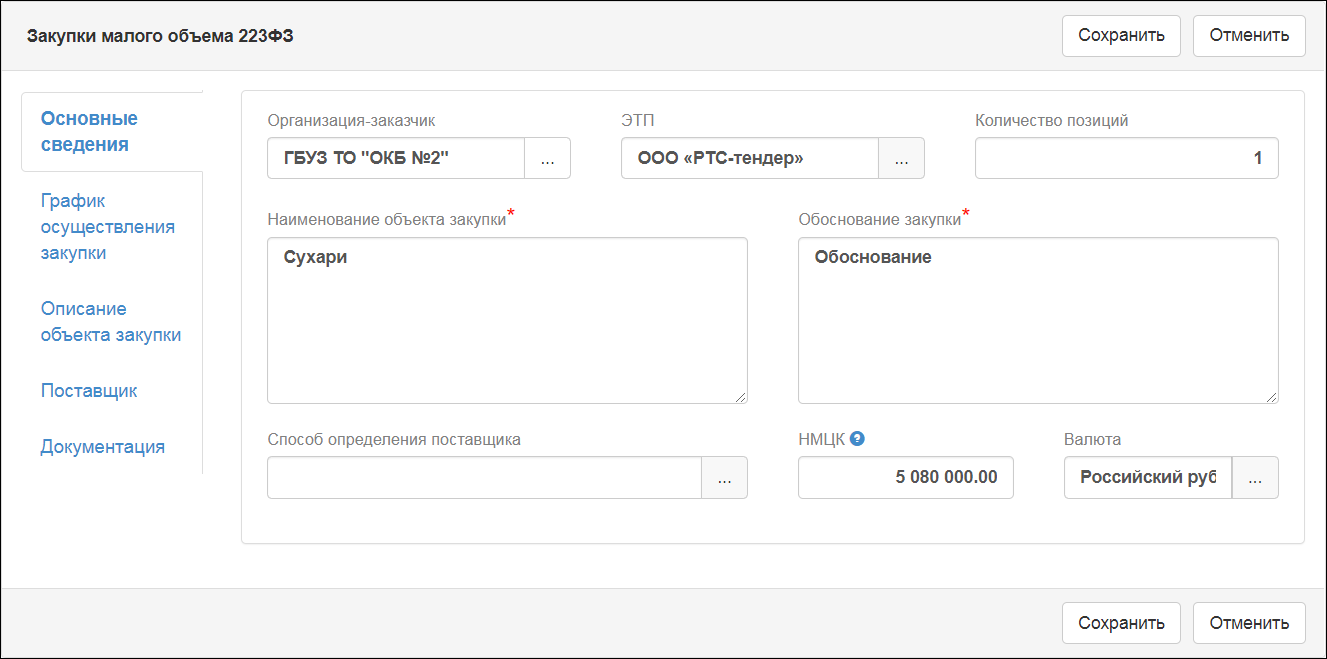 Закупки малого объема 223ФЗ
Сохранить
Отменить
Основные
сведения
График
осуществления
закупки
Описание
объекта закупки
Поставщик
Документация
Организация-заказчик
ЭТП
Количество позиций
ГБУЗ ТО "ОКБ №2"
...
ООО «РТС-тендер»
...
1
Наименование объекта закупки*
Обоснование закупки*
Сухари
Обоснование
Способ определения поставщика
НМЦК ?
Валюта
...
5 080 000.00
Российский руб
...
Сохранить
Отменить